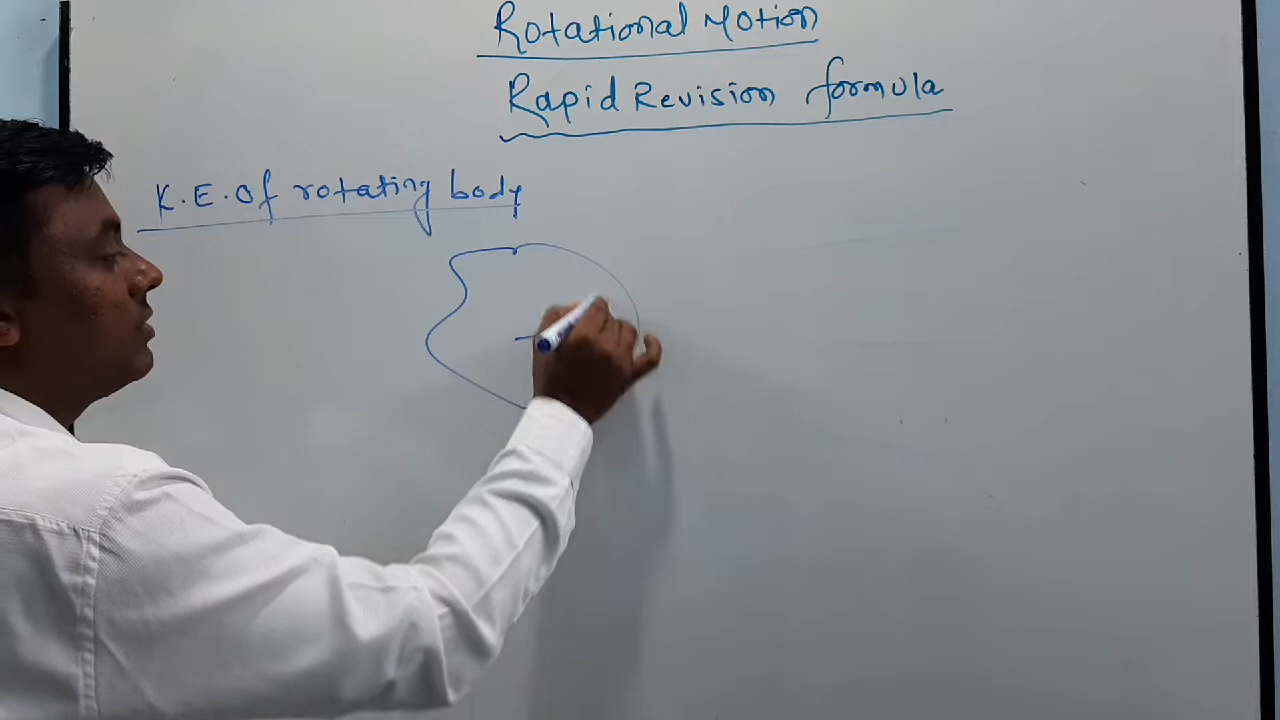 Rotational Motion
Rapid Revision formula
K.E. Of rotating body